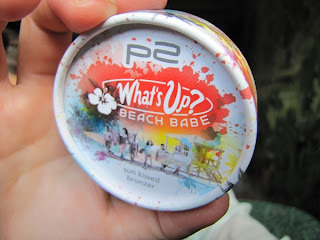 p2
What's Up?
BEACH BABE
sun kissed
bronzer